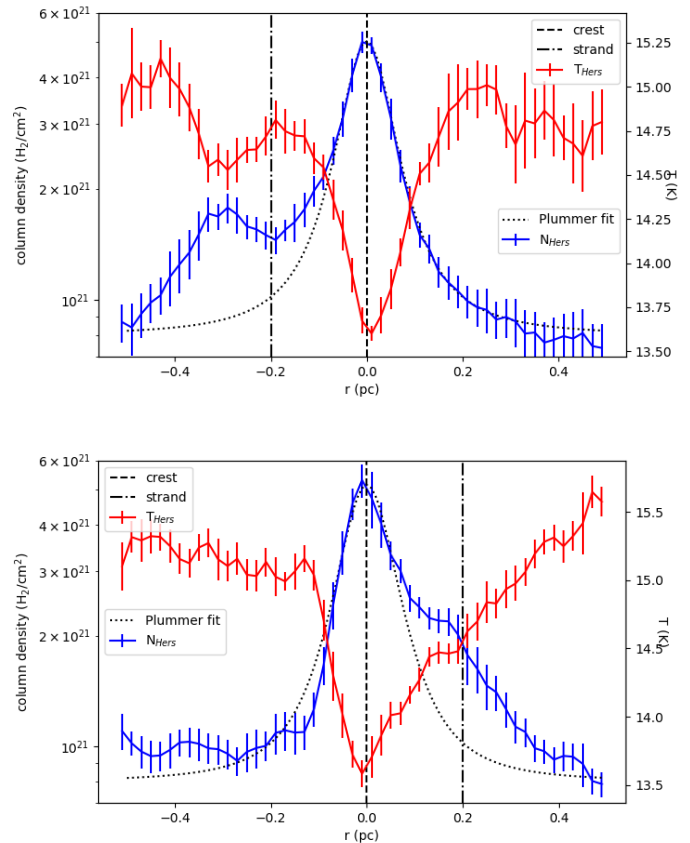 6 × 10²¹
4 × 10²¹
3 × 10²¹
2 × 10²¹
10²¹
column density (H₂/cm²)
crest
strand
T_Hers
Plummer fit
N_Hers
15.25
15.00
14.75
14.50
14.25
14.00
13.75
13.50
T (K)
−0.4 −0.2 0.0 0.2 0.4
r (pc)
6 × 10²¹
4 × 10²¹
3 × 10²¹
2 × 10²¹
10²¹
column density (H₂/cm²)
crest
strand
T_Hers
Plummer fit
N_Hers
15.5
15.0
14.5
14.0
13.5
T (K)
−0.4 −0.2 0.0 0.2 0.4
r (pc)